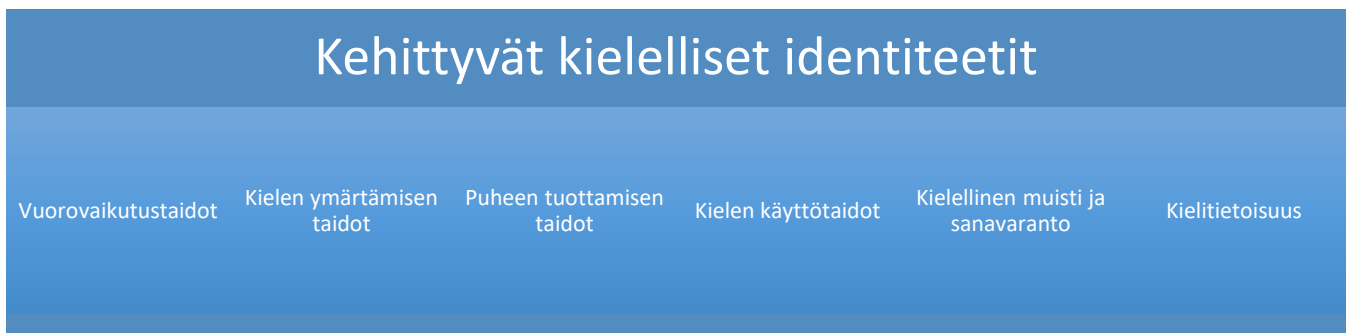 Kehittyvät kielelliset identiteetit
Vuorovaikutustaidot
Kielen ymärtämisen
taidot
Puheen tuottamisen
taidot
Kielen käyttötaidot
Kielellinen muisti ja
sanavaranto
Kielitietoisuus